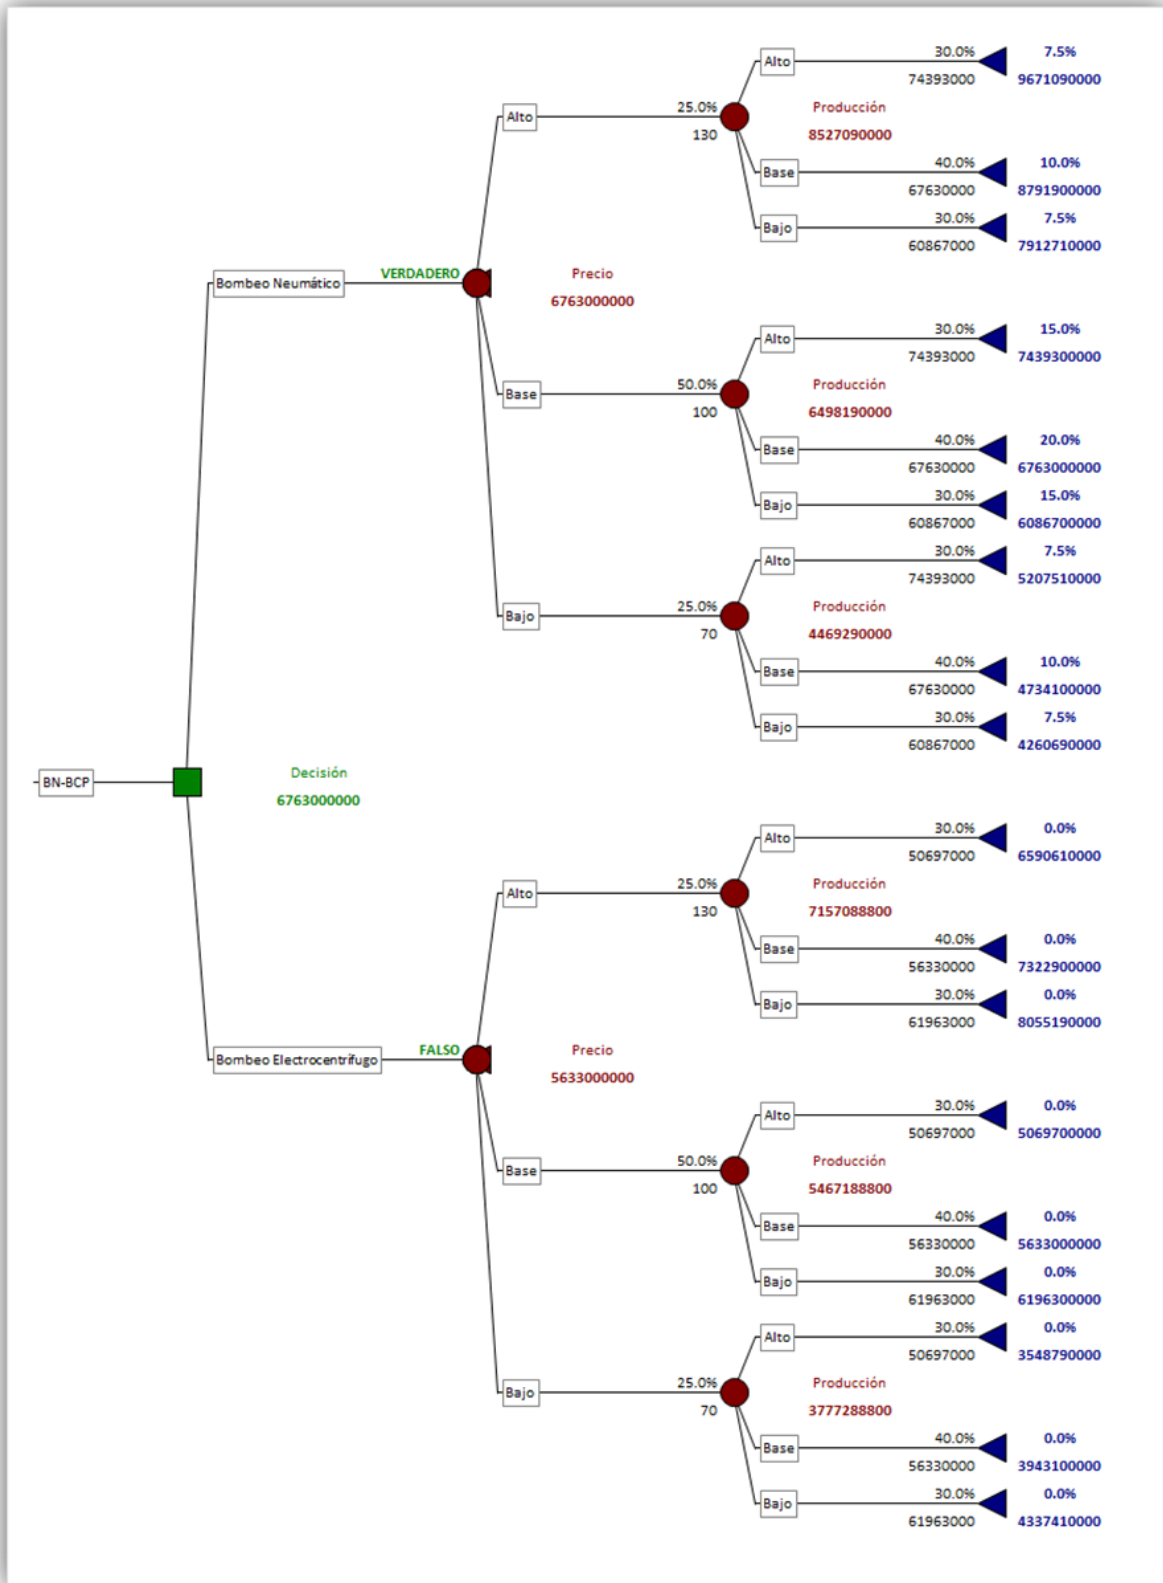 Alto
30.0%
7.5%
74393000
9671090000
Alto
25.0%
Producción
130
8527090000
Base
40.0%
10.0%
67630000
8791900000
Bajo
30.0%
7.5%
60867000
7912710000
Bombeo Neumático
VERDADERO
Precio
6763000000
Alto
30.0%
15.0%
74393000
7439300000
Base
50.0%
Producción
100
6498190000
Base
40.0%
20.0%
67630000
6763000000
Bajo
30.0%
15.0%
60867000
6086700000
Alto
30.0%
7.5%
74393000
5207510000
Bajo
25.0%
Producción
70
4469290000
Base
40.0%
10.0%
67630000
4734100000
Bajo
30.0%
7.5%
60867000
4260690000
BN-BCP
Decisión
6763000000
Alto
30.0%
0.0%
50697000
6590610000
Alto
25.0%
Producción
130
7157088800
Base
40.0%
0.0%
56330000
7322900000
Bajo
30.0%
0.0%
61963000
8055190000
Bombeo Electrocentrífugo
FALSO
Precio
5633000000
Alto
30.0%
0.0%
50697000
5069700000
Base
50.0%
Producción
100
5467188800
Base
40.0%
0.0%
56330000
5633000000
Bajo
30.0%
0.0%
61963000
6196300000
Alto
30.0%
0.0%
50697000
3548790000
Bajo
25.0%
Producción
70
3777288800
Base
40.0%
0.0%
56330000
3943100000
Bajo
30.0%
0.0%
61963000
4337410000